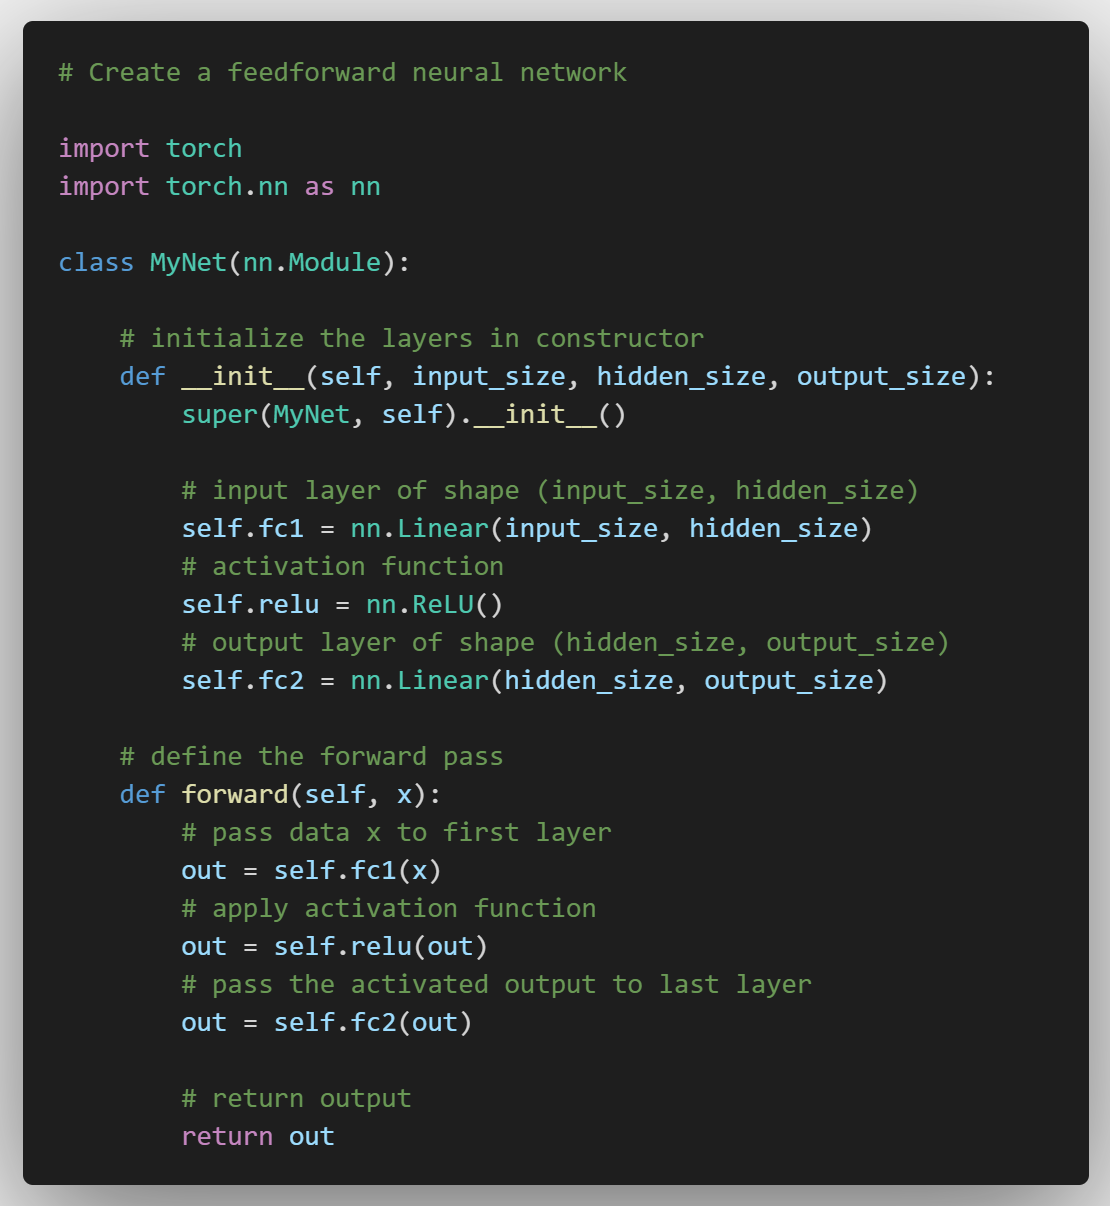 # Create a feedforward neural network

import torch
import torch.nn as nn

class MyNet(nn.Module):

    # initialize the layers in constructor
    def __init__(self, input_size, hidden_size, output_size):
        super(MyNet, self).__init__()

        # input layer of shape (input_size, hidden_size)
        self.fc1 = nn.Linear(input_size, hidden_size)
        # activation function
        self.relu = nn.ReLU()
        # output layer of shape (hidden_size, output_size)
        self.fc2 = nn.Linear(hidden_size, output_size)

    # define the forward pass
    def forward(self, x):
        # pass data x to first layer
        out = self.fc1(x)
        # apply activation function
        out = self.relu(out)
        # pass the activated output to last layer
        out = self.fc2(out)

        # return output
        return out